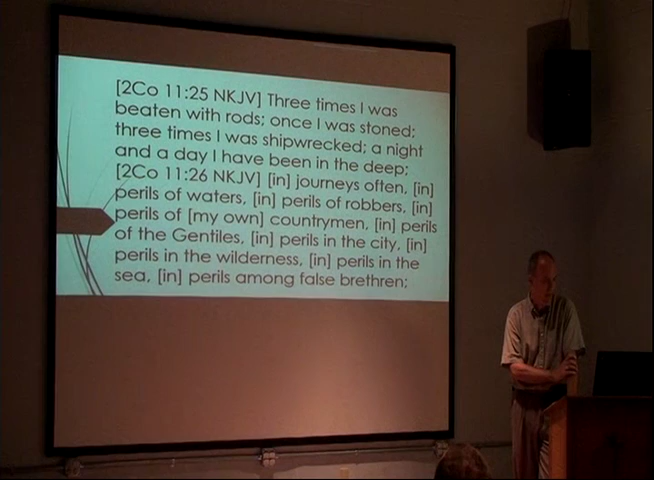 [2Co 11:25 NKJV] Three times I was
beaten with rods; once I was stoned;
three times I was shipwrecked; a night
and a day I have been in the deep;
[2Co 11:26 NKJV] [in] journeys often, [in]
perils of waters, [in] perils of robbers, [in]
perils of [my own] countrymen, [in] perils
of the Gentiles, [in] perils in the city, [in]
perils in the wilderness, [in] perils in the
sea, [in] perils among false brethren;